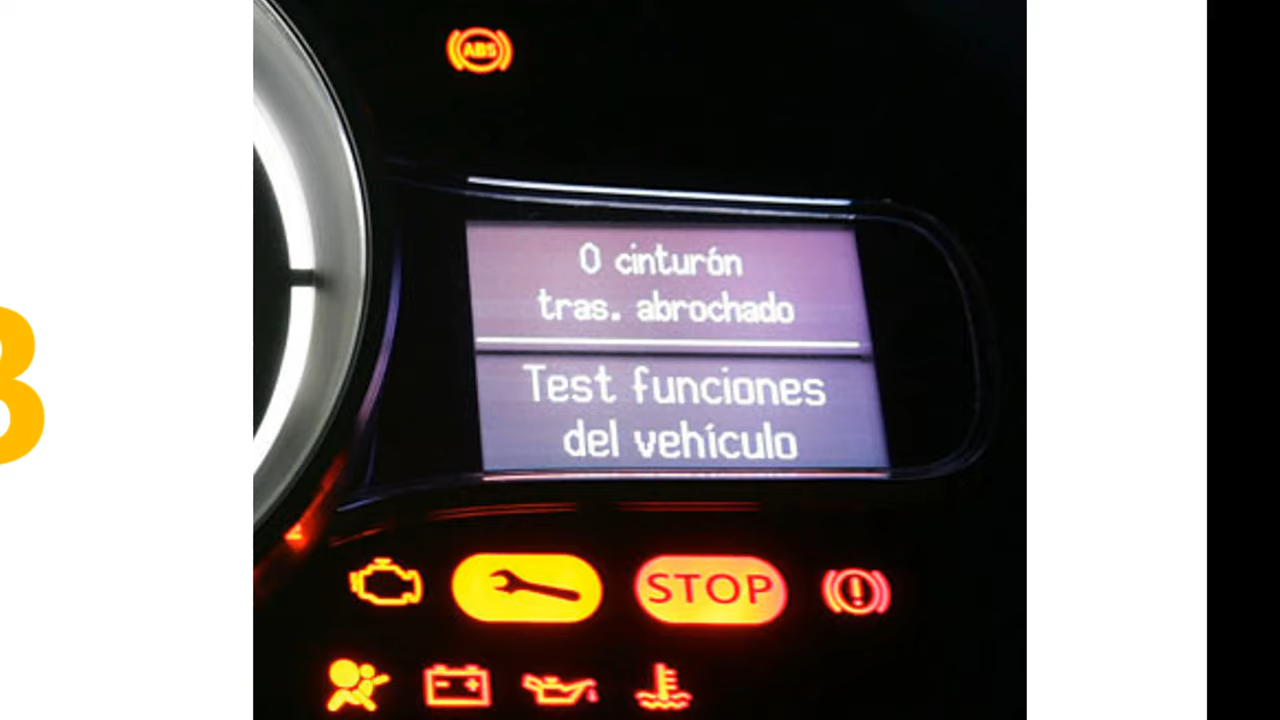 ABS
0 cinturón
tras. abrochado
Test funciones
del vehículo
STOP